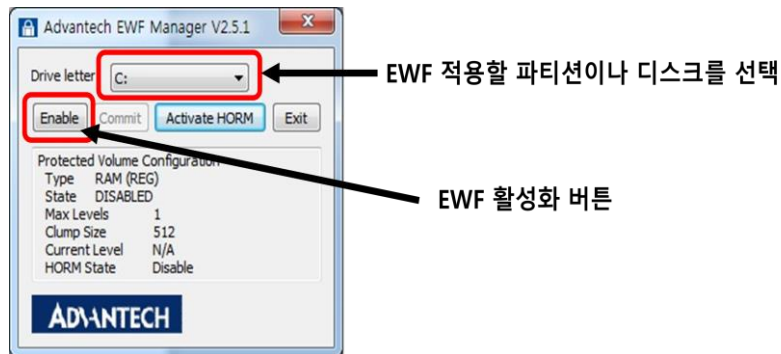 Advantech EWF Manager V2.5.1
Drive letter C:
EWF 적용할 파티션이나 디스크를 선택
Enable Commit Activate HORM Exit
Protected Volume Configuration
Type RAM (REG)
State DISABLED
EWF 활성화 버튼
Max Levels 1
Clump Size 512
Current Level N/A
HORM State Disable
ADVANTECH